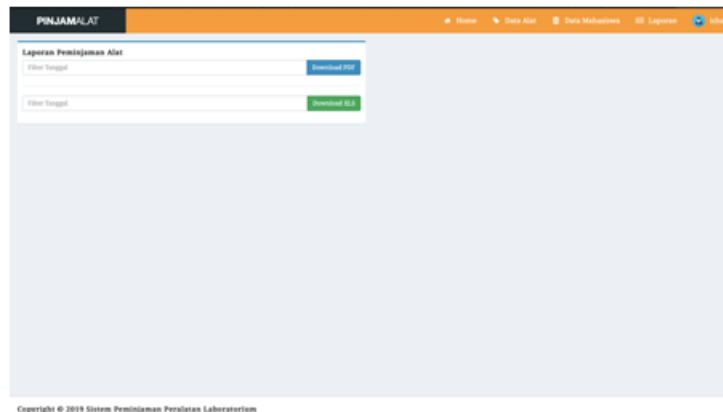 PINJAMALAT Home Data Alat Data Mahasiswa Laporan
Laporan Peminjaman Alat
Filter Tanggal Download PDF
Filter Tanggal Download XLS
Copyright © 2019 Sistem Peminjaman Peralatan Laboratorium